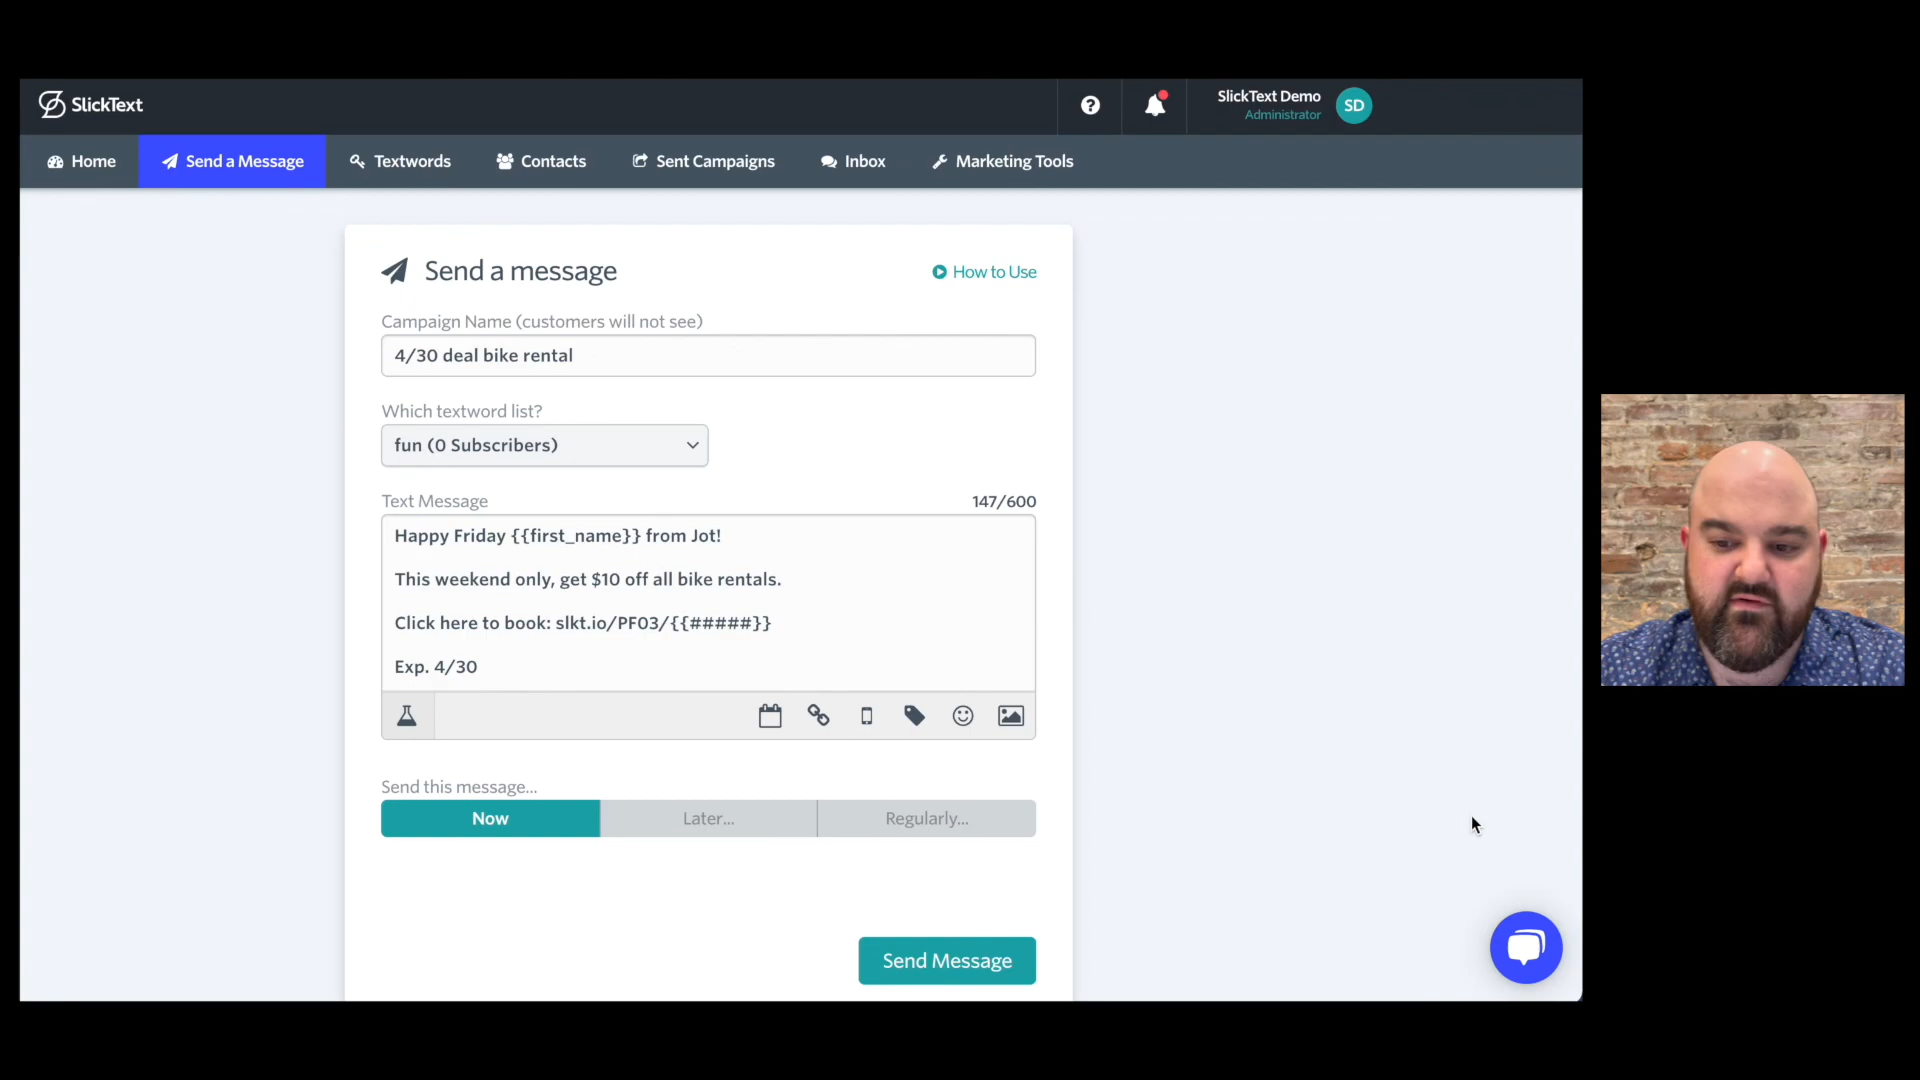 SlickText
SlickText Demo
Administrator
SD
Home
Send a Message
Textwords
Contacts
Sent Campaigns
Inbox
Marketing Tools
Send a message
How to Use
Campaign Name (customers will not see)
4/30 deal bike rental
Which textword list?
fun (0 Subscribers)
Text Message
147/600
Happy Friday {{first_name}} from Jot!
This weekend only, get $10 off all bike rentals.
Click here to book: slkt.io/PF03/{{#####}}
Exp. 4/30
Send this message...
Now
Later...
Regularly...
Send Message